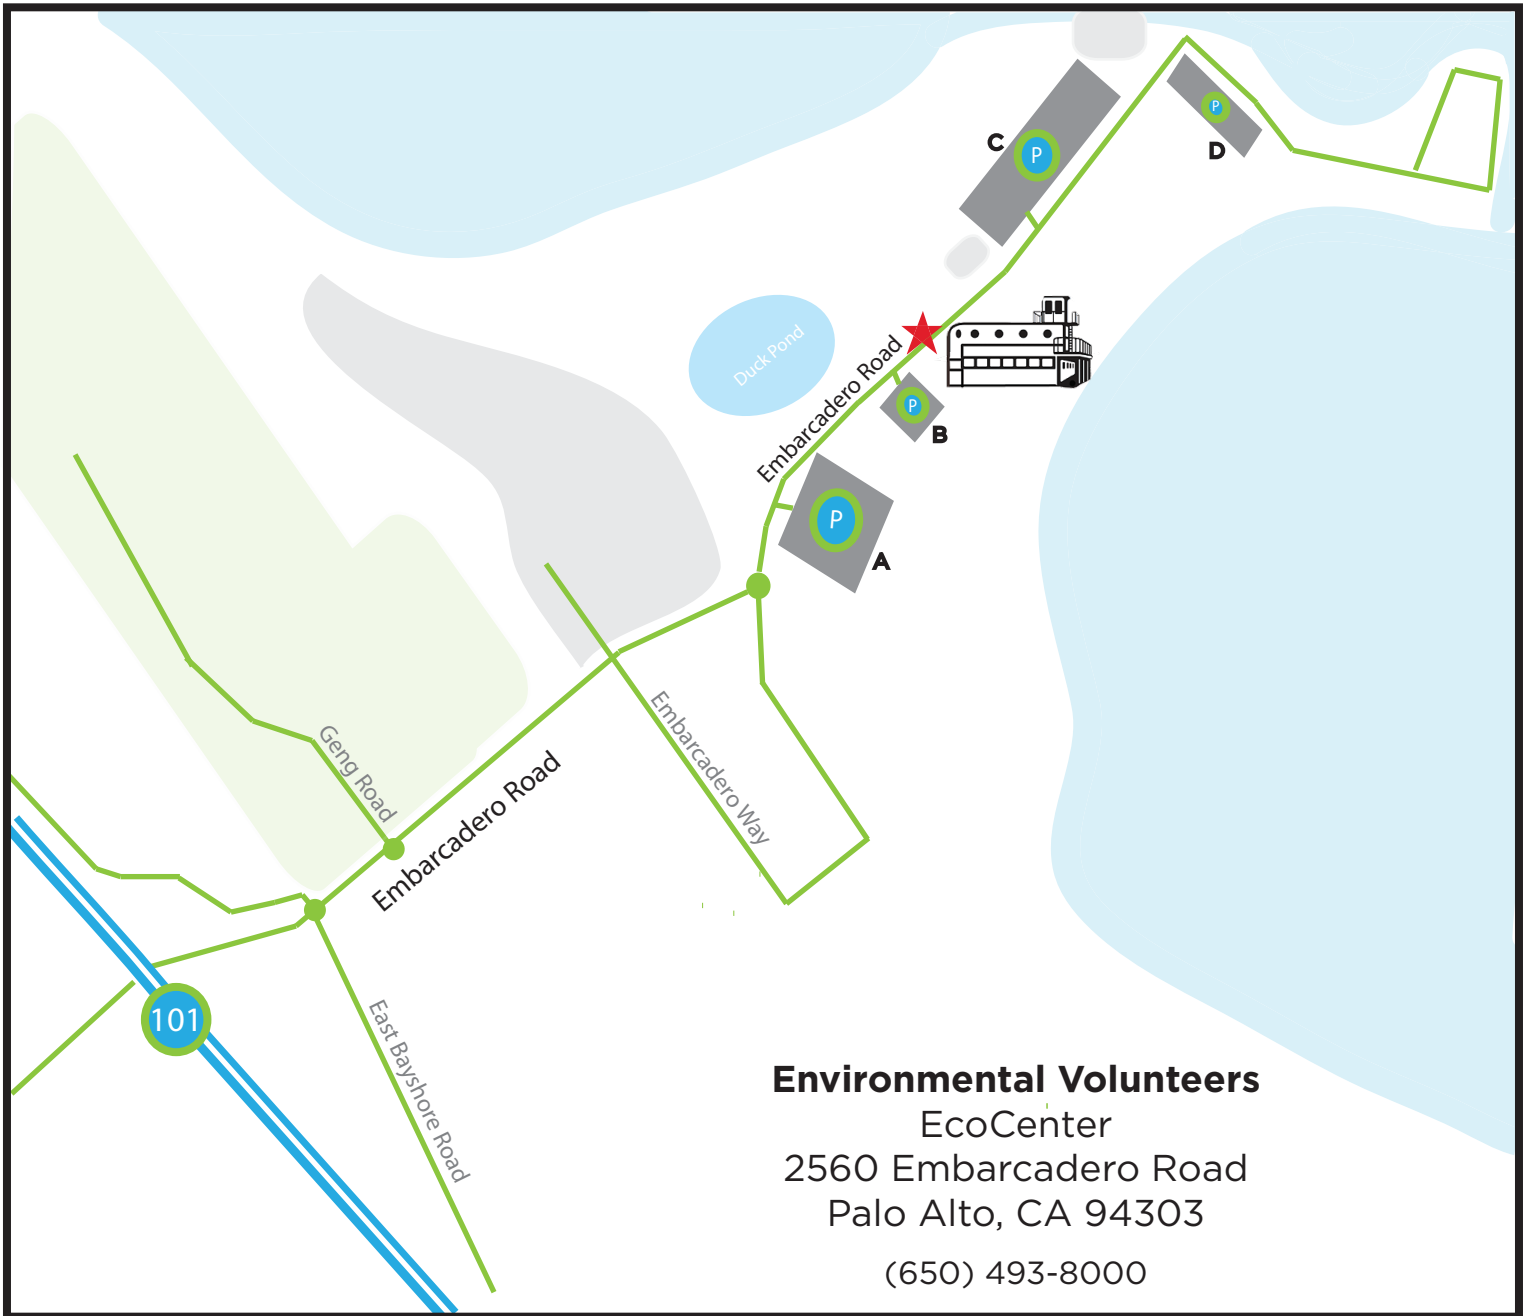 P
D
C
P
Duck Pond
Embarcadero Road
P
B
P
A
Geng Road
Embarcadero Way
Embarcadero Road
101
East Bayshore Road
Environmental Volunteers
EcoCenter
2560 Embarcadero Road
Palo Alto, CA 94303
(650) 493-8000